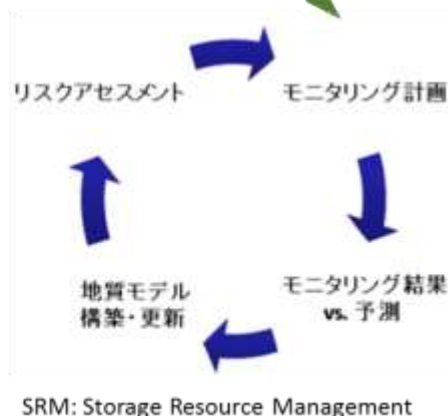 リスクアセスメント
モニタリング計画
地質モデル
構築・更新
モニタリング結果
vs. 予測
SRM: Storage Resource Management